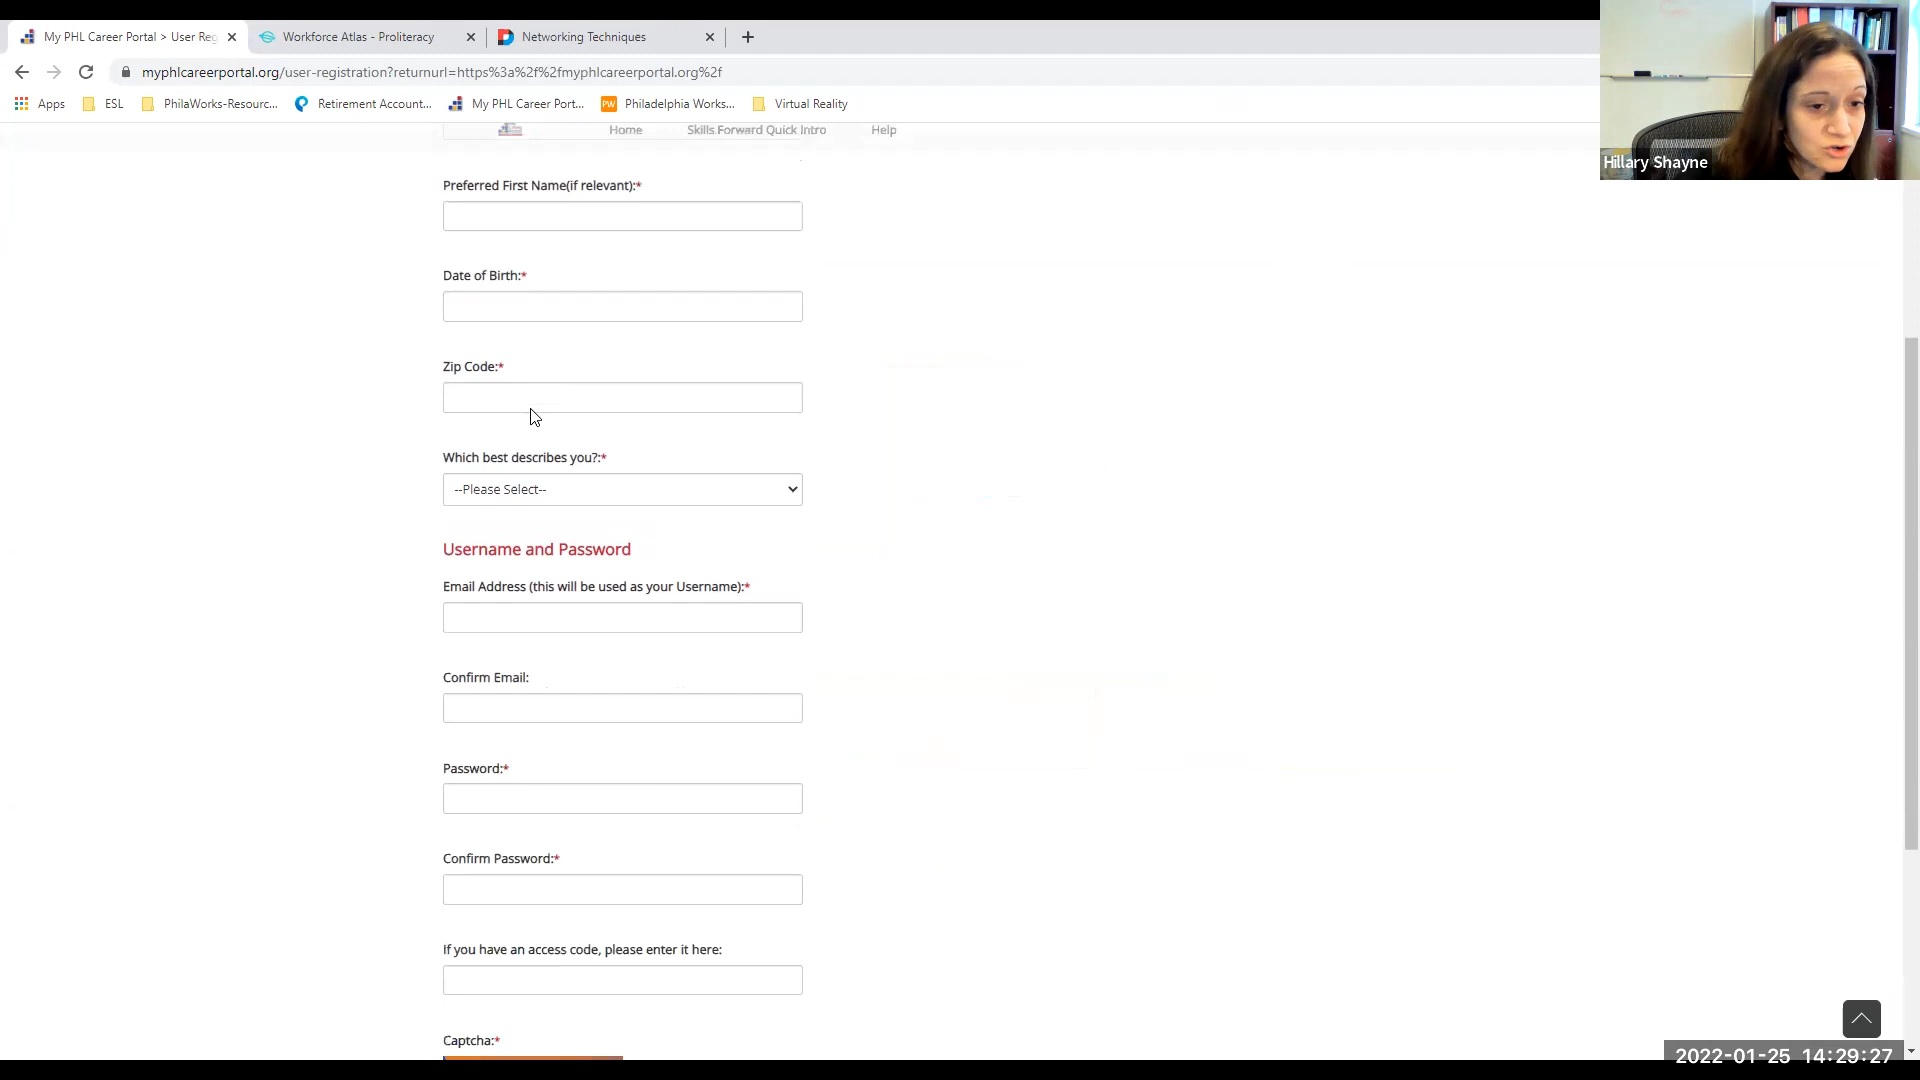 My PHL Career Portal > User Reg
Workforce Atlas - Proliteracy
Networking Techniques
myphlcareerportal.org/user-registration?returnurl=https%3a%2f%2fmyphlcareerportal.org%2f
Apps
ESL
PhilaWorks-Resourc...
Retirement Account...
My PHL Career Port...
PW
Philadelphia Works...
Virtual Reality
Home
Skills Forward Quick Intro
Help
Hillary Shayne
Preferred First Name(if relevant):*
Date of Birth:*
Zip Code:*
Which best describes you?:*
--Please Select--
Username and Password
Email Address (this will be used as your Username):*
Confirm Email:
Password:*
Confirm Password:*
If you have an access code, please enter it here:
Captcha:*
2022-01-25 14:29:27